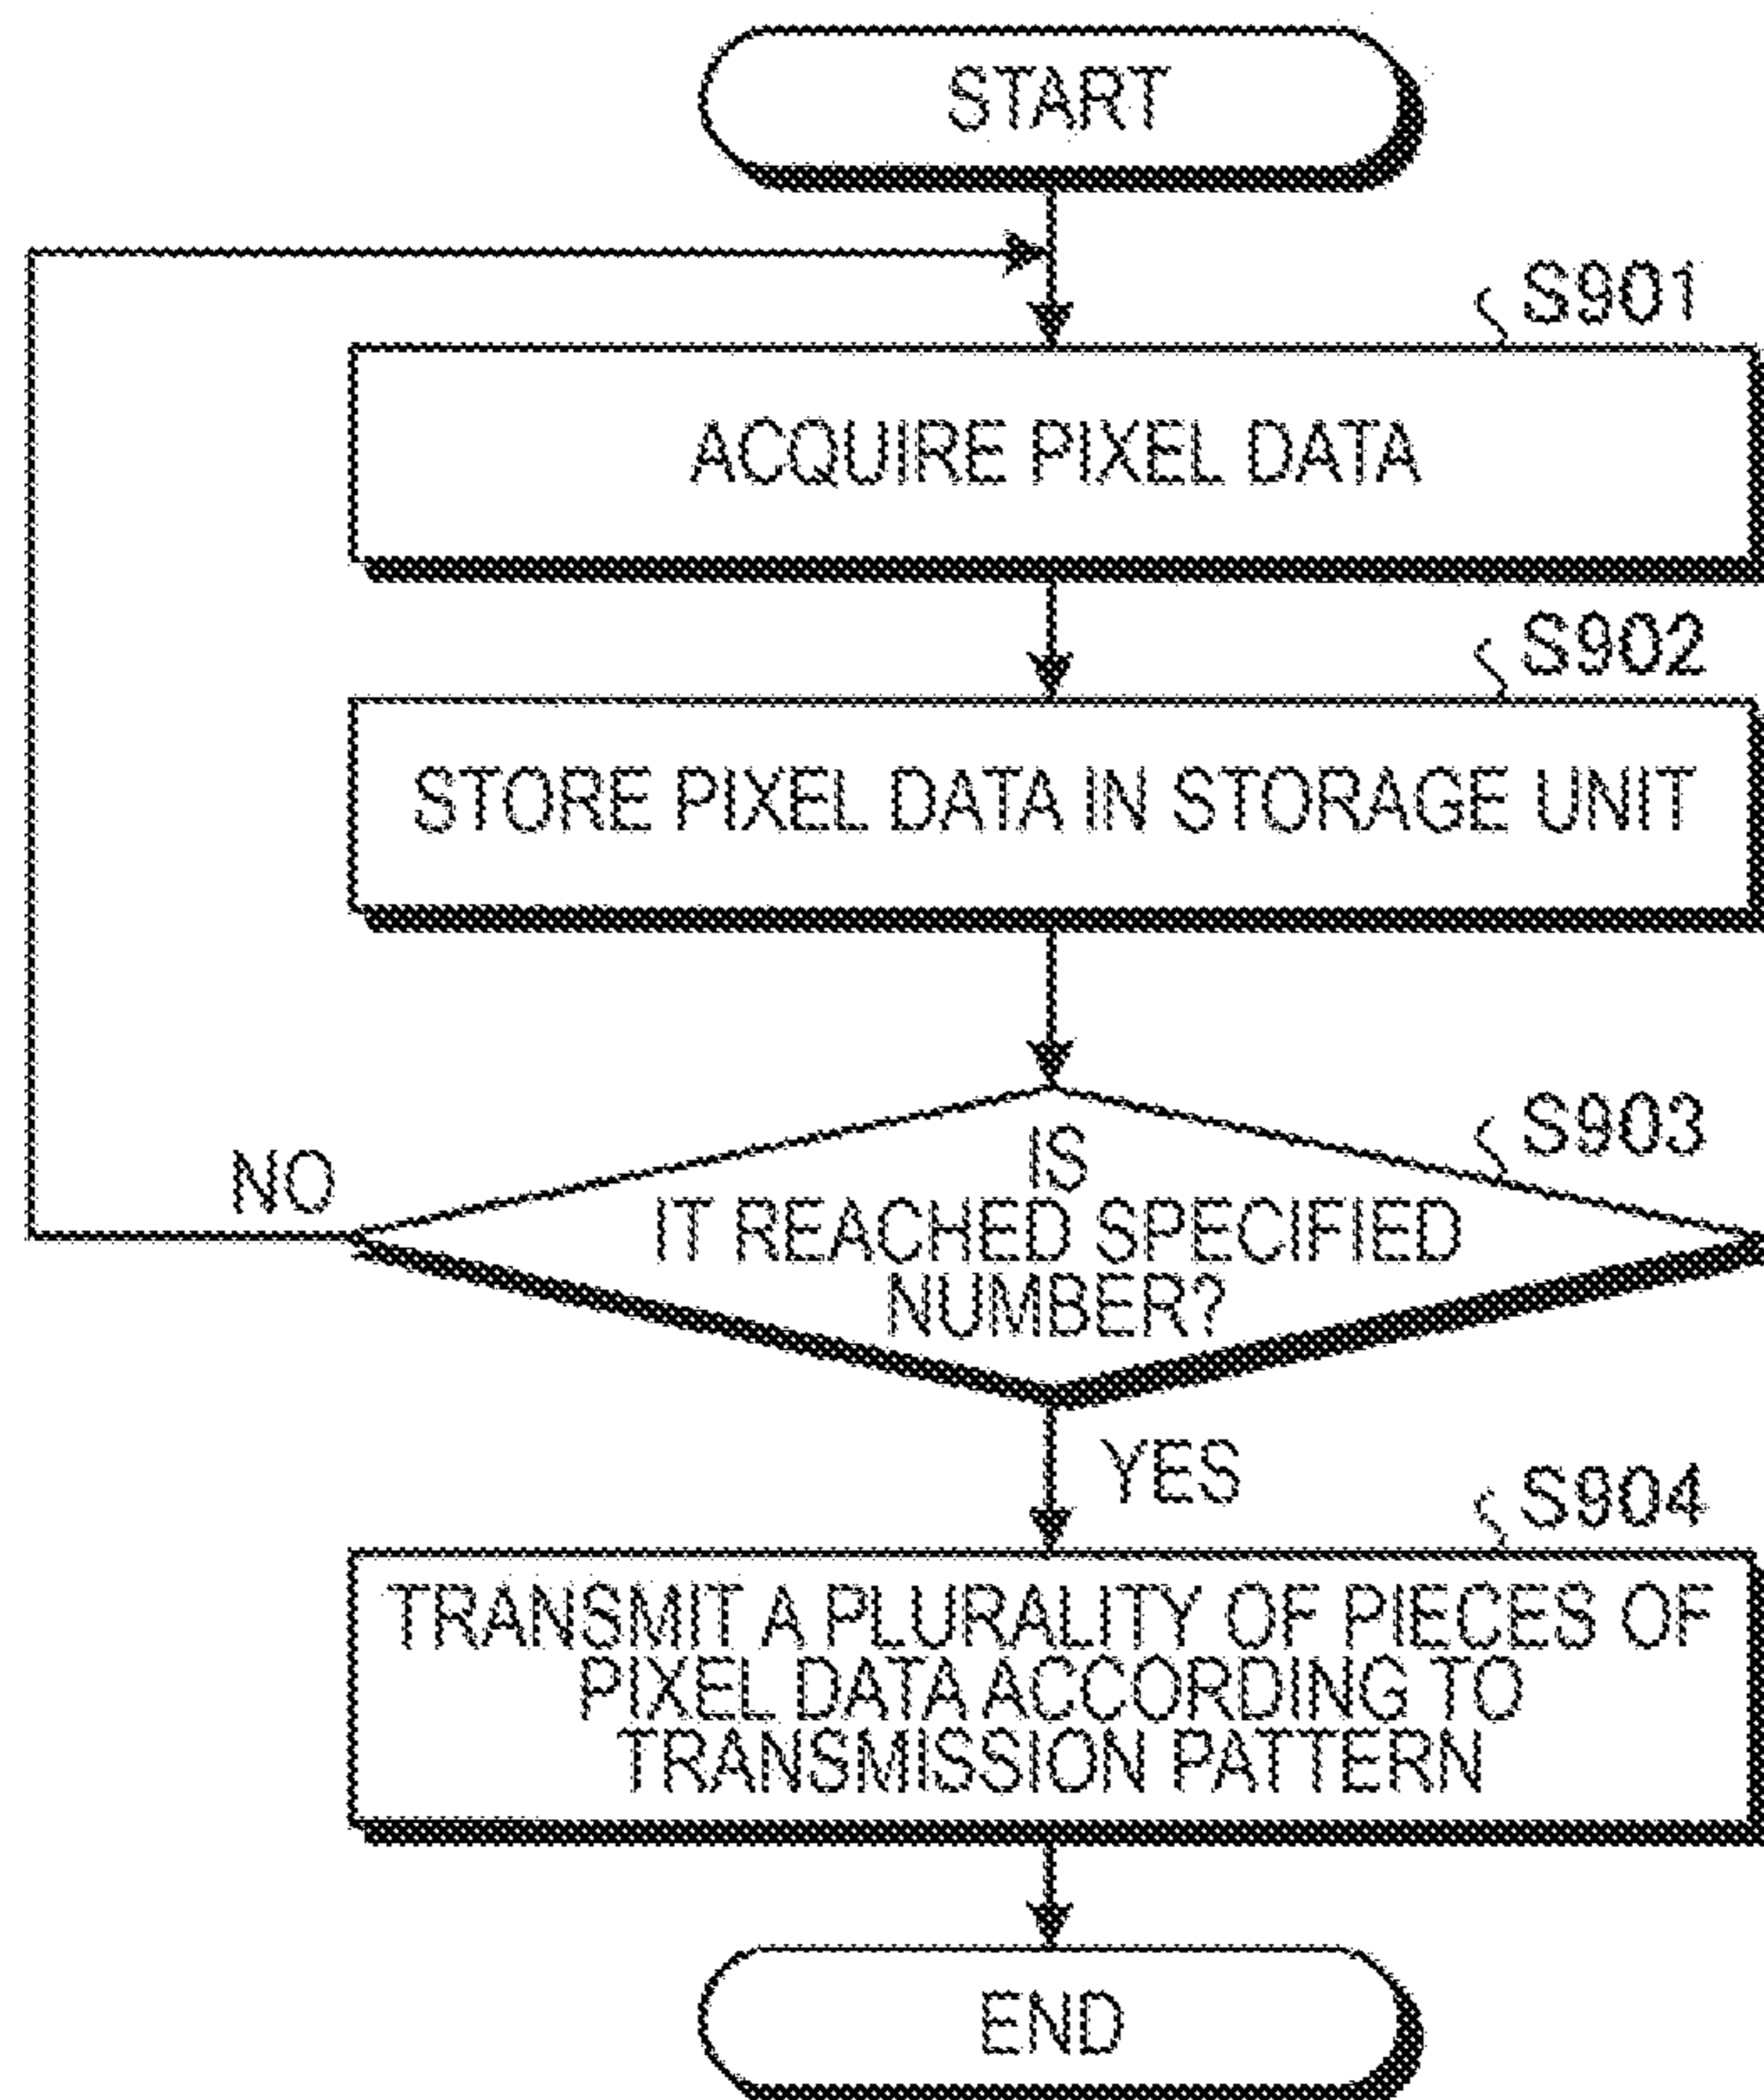 START
S901
ACQUIRE PIXEL DATA
S902
STORE PIXEL DATA IN STORAGE UNIT
S903
IS
IT REACHED SPECIFIED
NUMBER?
NO
YES
S904
TRANSMIT A PLURALITY OF PIECES OF
PIXEL DATA ACCORDING TO
TRANSMISSION PATTERN
END